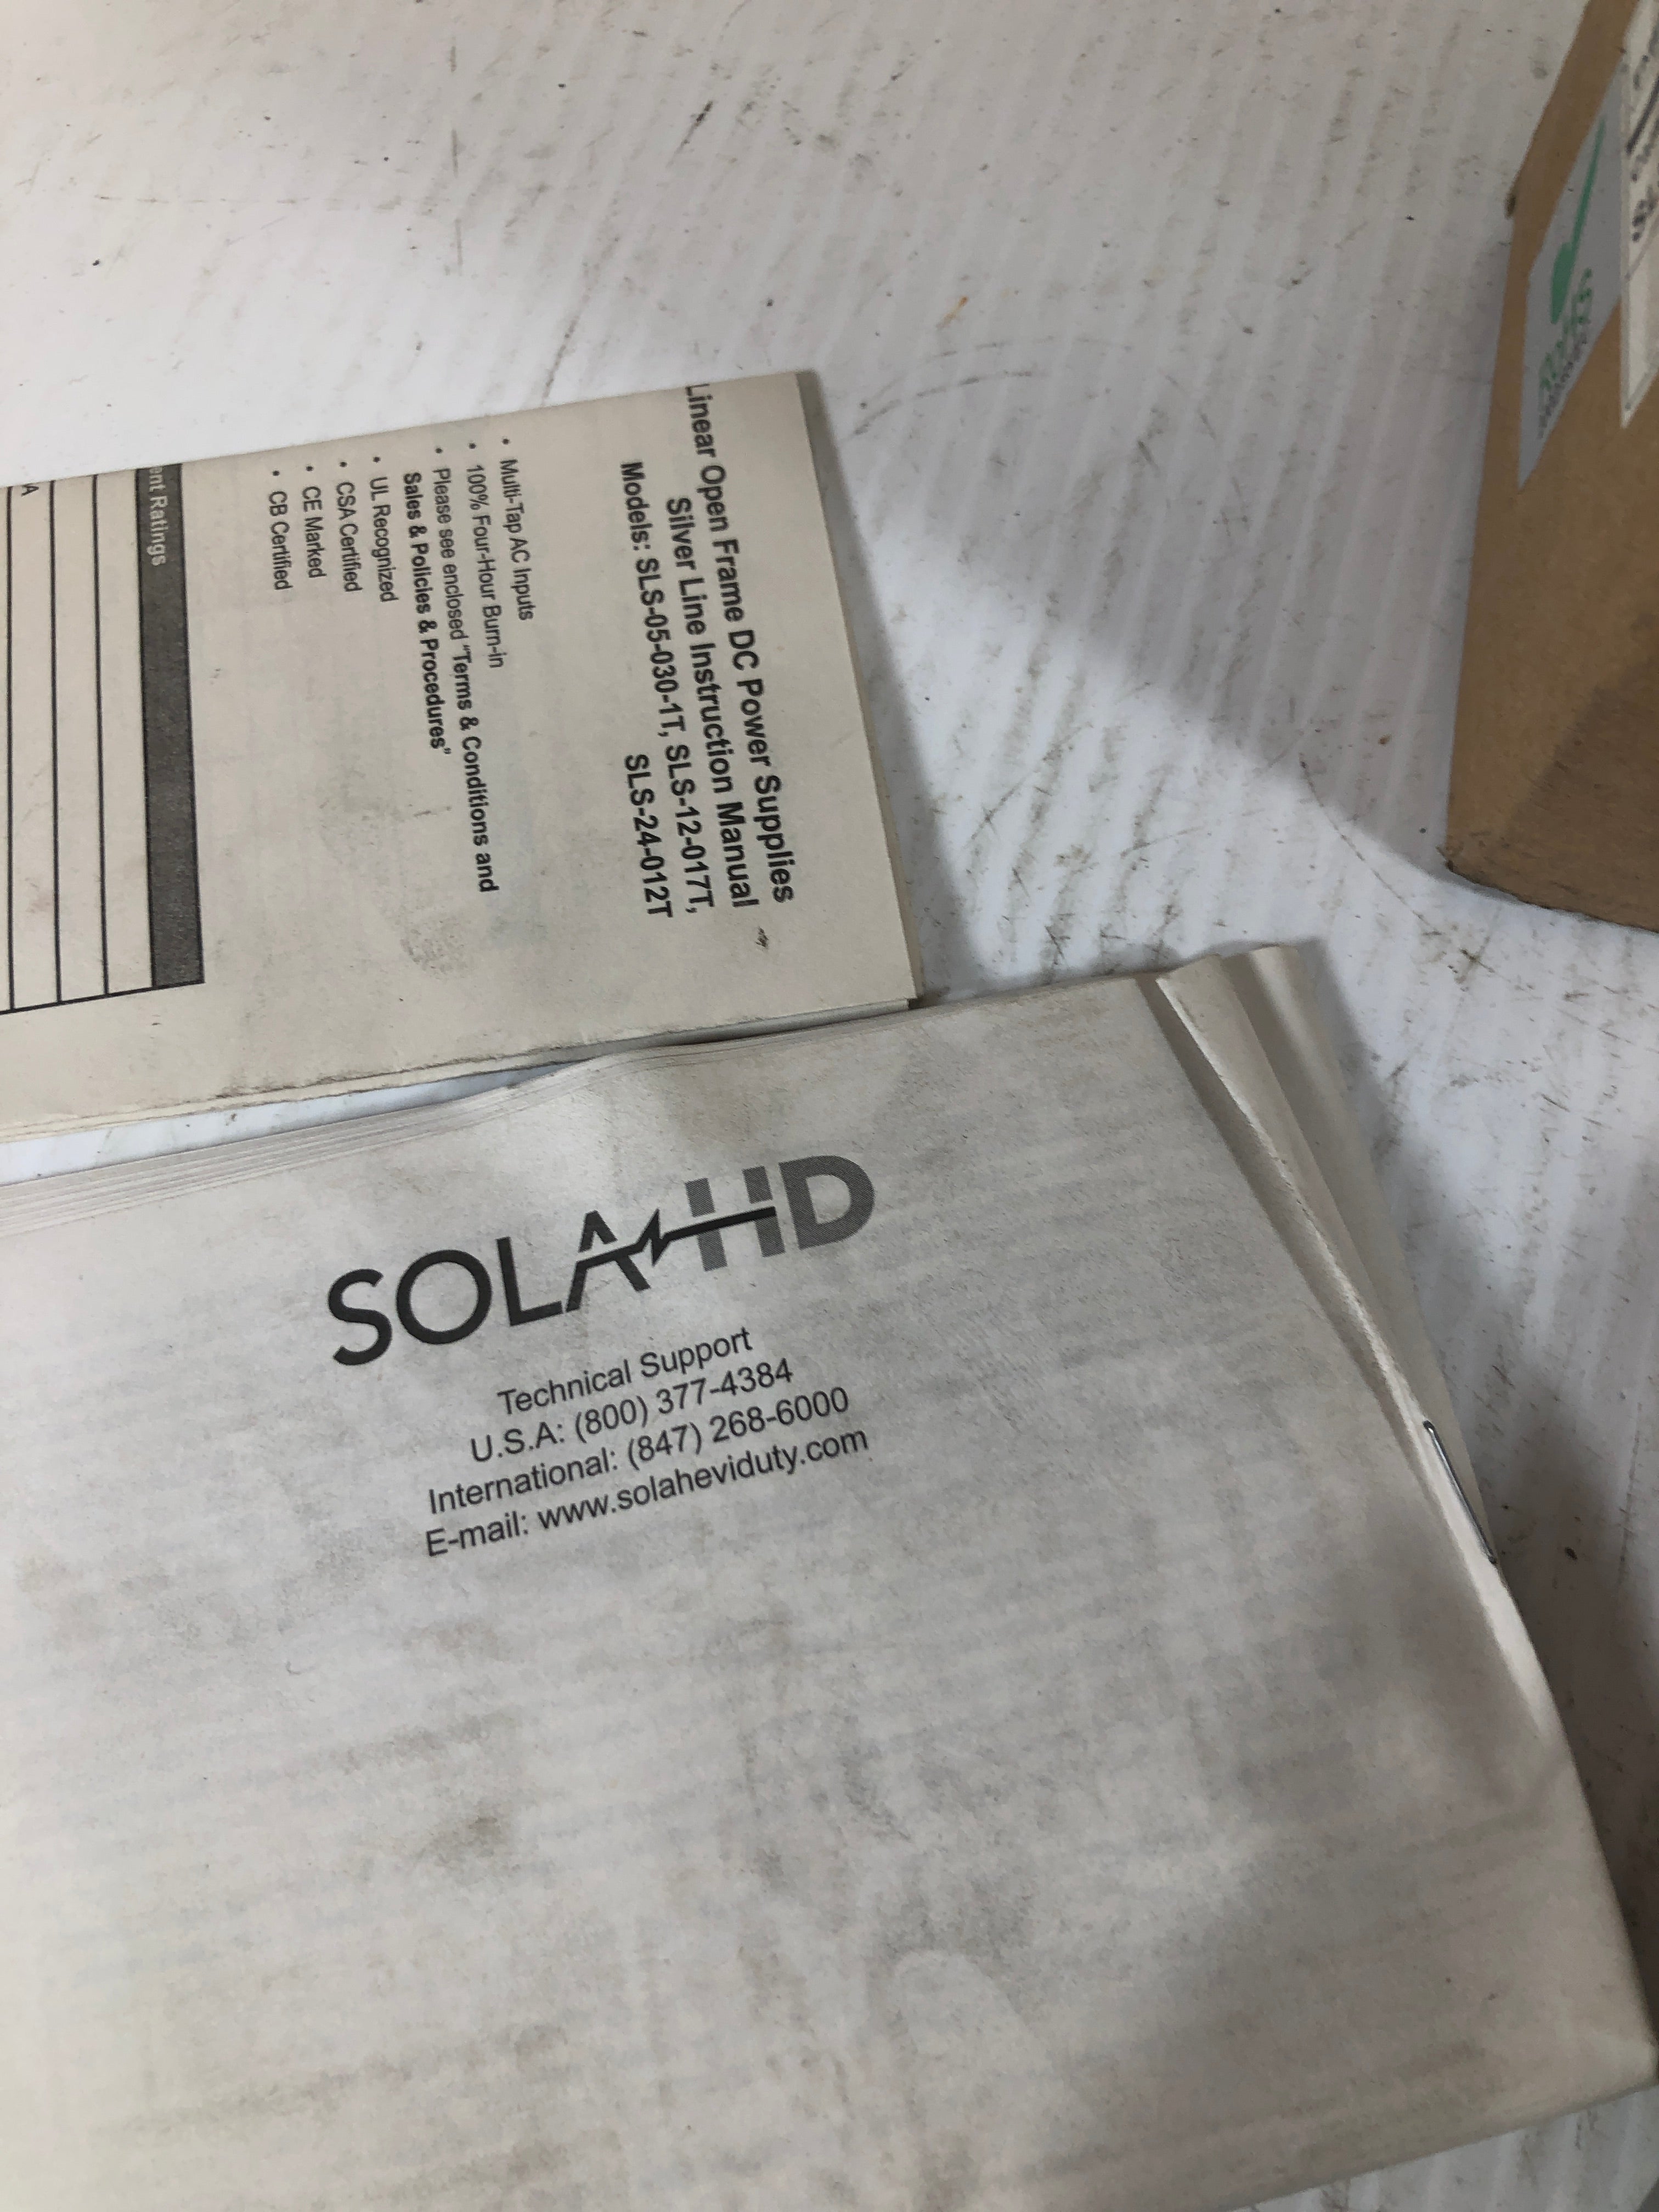 Linear Open Frame DC Power Supplies
Silver Line Instruction Manual
Models: SLS-05-030-1T, SLS-12-017T,
SLS-24-012T
• Multi-Tap AC Inputs
• 100% Four-Hour Burn-in
• Please see enclosed "Terms & Conditions and
Sales & Policies & Procedures"
• UL Recognized
• CSA Certified
• CE Marked
• CB Certified
ent Ratings
SOLA HD
Technical Support
U.S.A: (800) 377-4384
International: (847) 268-6000
E-mail: www.solaheviduty.com